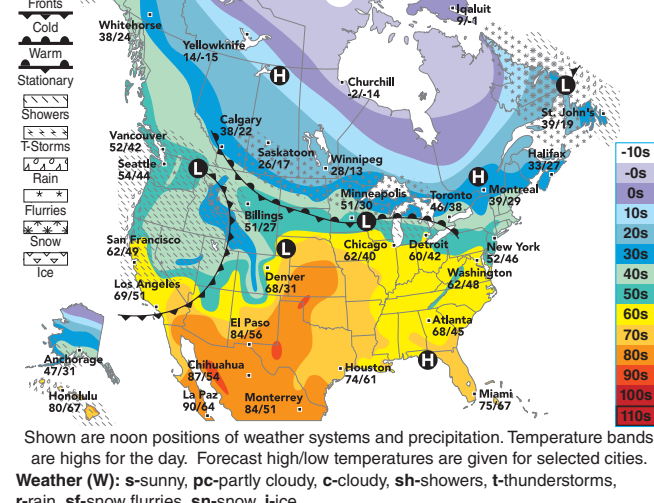 Fronts
Cold
Warm
Stationary
Showers
T-Storms
Rain
Flurries
Snow
Ice
Whitehorse
38/24
Yellowknife
14/-15
Iqaluit
9/-1
H
Churchill
-2/-14
L
St. John's
39/19
Calgary
38/22
Vancouver
52/42
Seattle
54/44
L
Saskatoon
26/17
Winnipeg
28/13
Halifax
33/27
H
Montreal
39/29
Minneapolis
51/30
Toronto
46/38
Billings
51/27
L
San Francisco
62/49
L
Chicago
62/40
Detroit
60/42
New York
52/46
Denver
68/31
Washington
62/48
Los Angeles
69/51
El Paso
84/56
Atlanta
68/45
Anchorage
47/31
Chihuahua
87/54
Houston
74/61
H
Honolulu
80/67
La Paz
90/64
Monterrey
84/51
Miami
75/67
-10s
-0s
0s
10s
20s
30s
40s
50s
60s
70s
80s
90s
100s
110s
Shown are noon positions of weather systems and precipitation. Temperature bands
are highs for the day. Forecast high/low temperatures are given for selected cities.
Weather (W): s-sunny, pc-partly cloudy, c-cloudy, sh-showers, t-thunderstorms,
r-rain, sf-snow flurries, sn-snow, i-ice